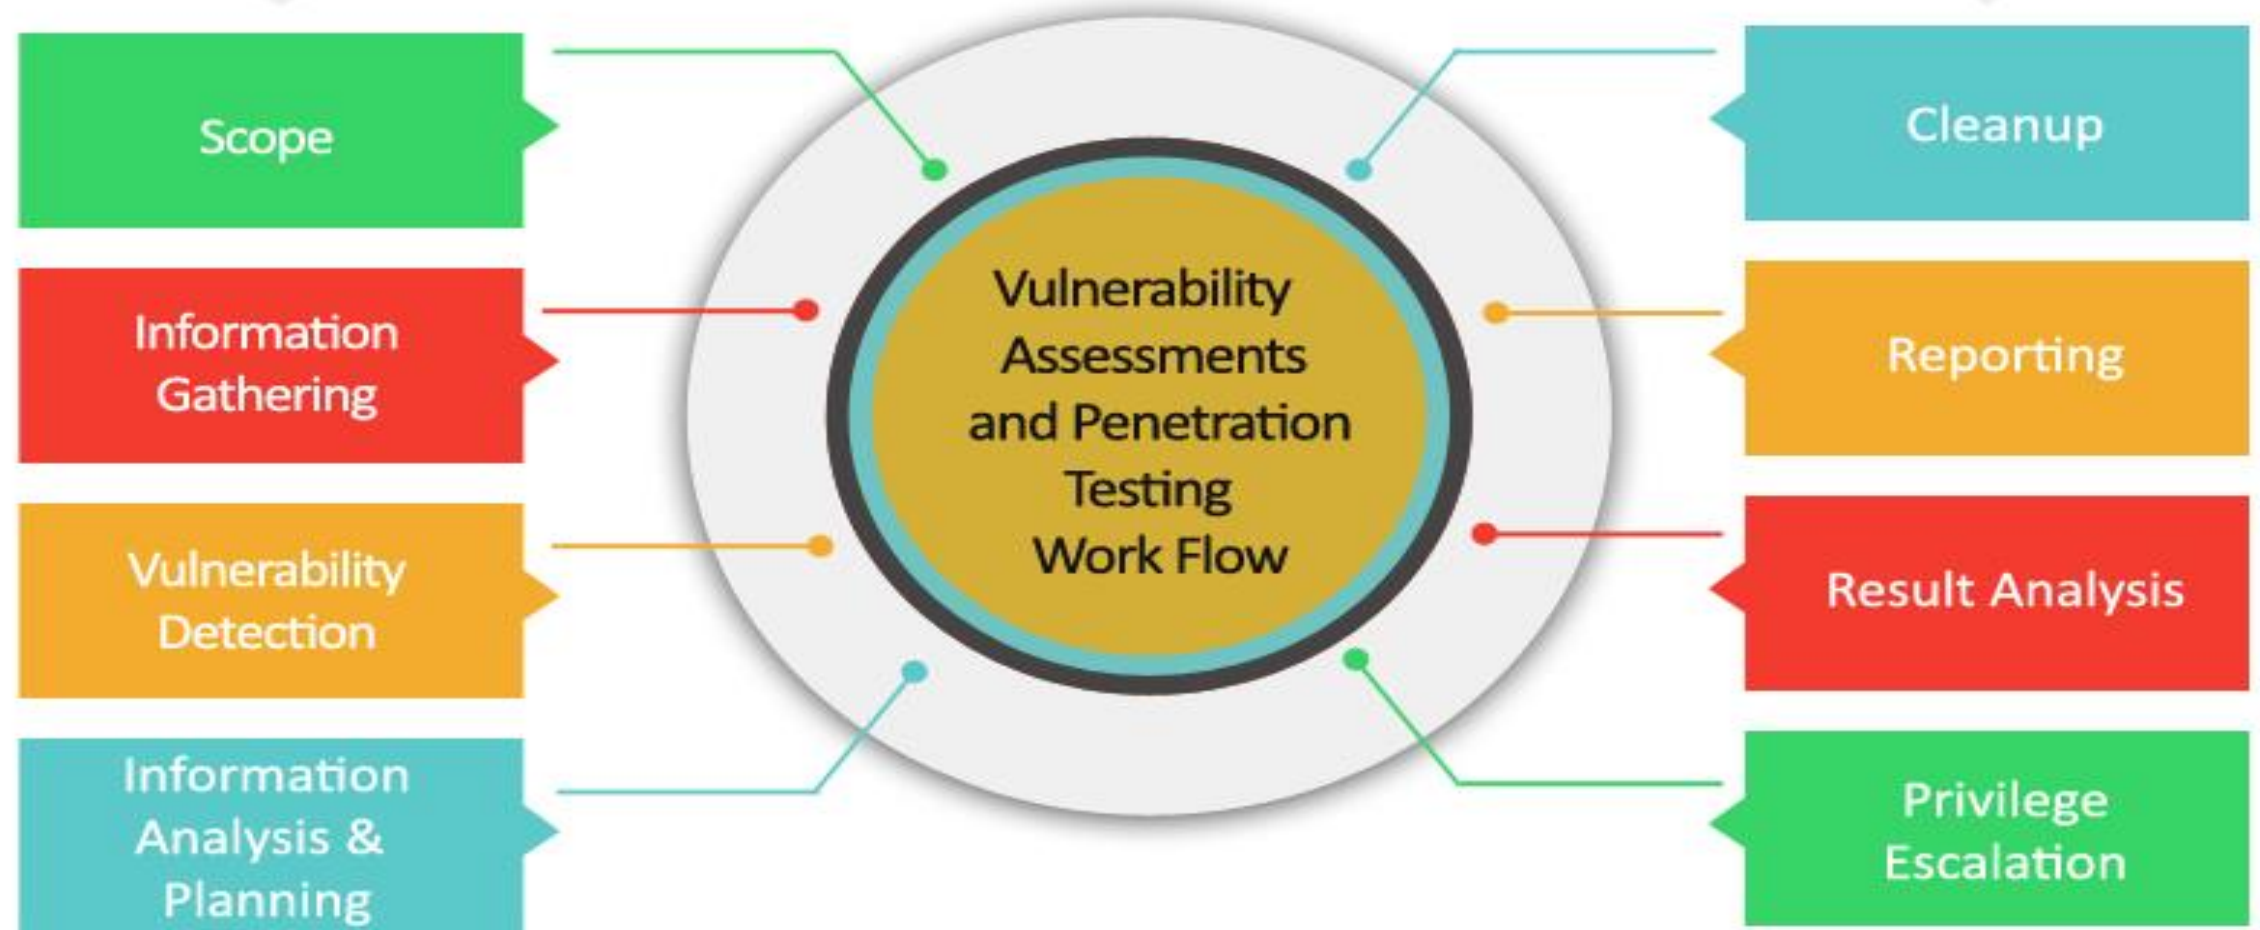 Scope
Information
Gathering
Vulnerability
Detection
Information
Analysis &
Planning
Vulnerability
Assessments
and Penetration
Testing
Work Flow
Cleanup
Reporting
Result Analysis
Privilege
Escalation